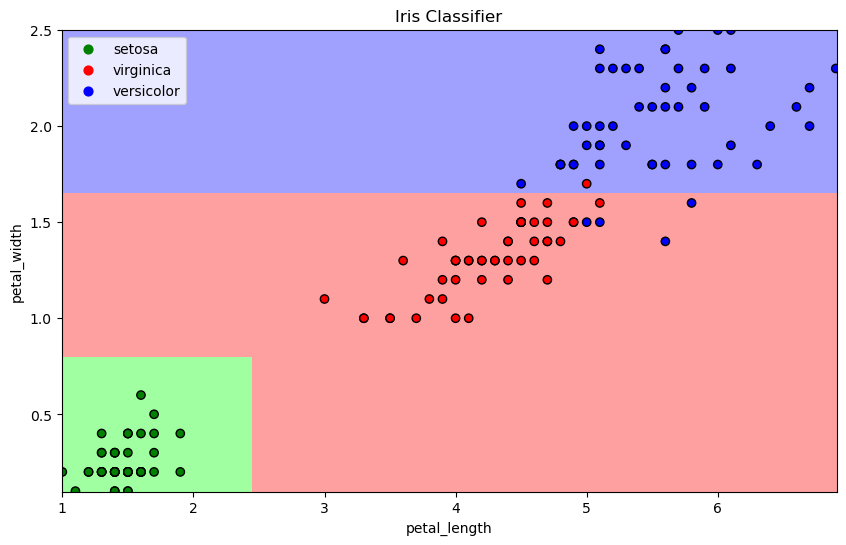 Iris Classifier
setosa
virginica
versicolor
2.5
2.0
1.5
1.0
0.5
petal_width
1
2
3
4
5
6
petal_length